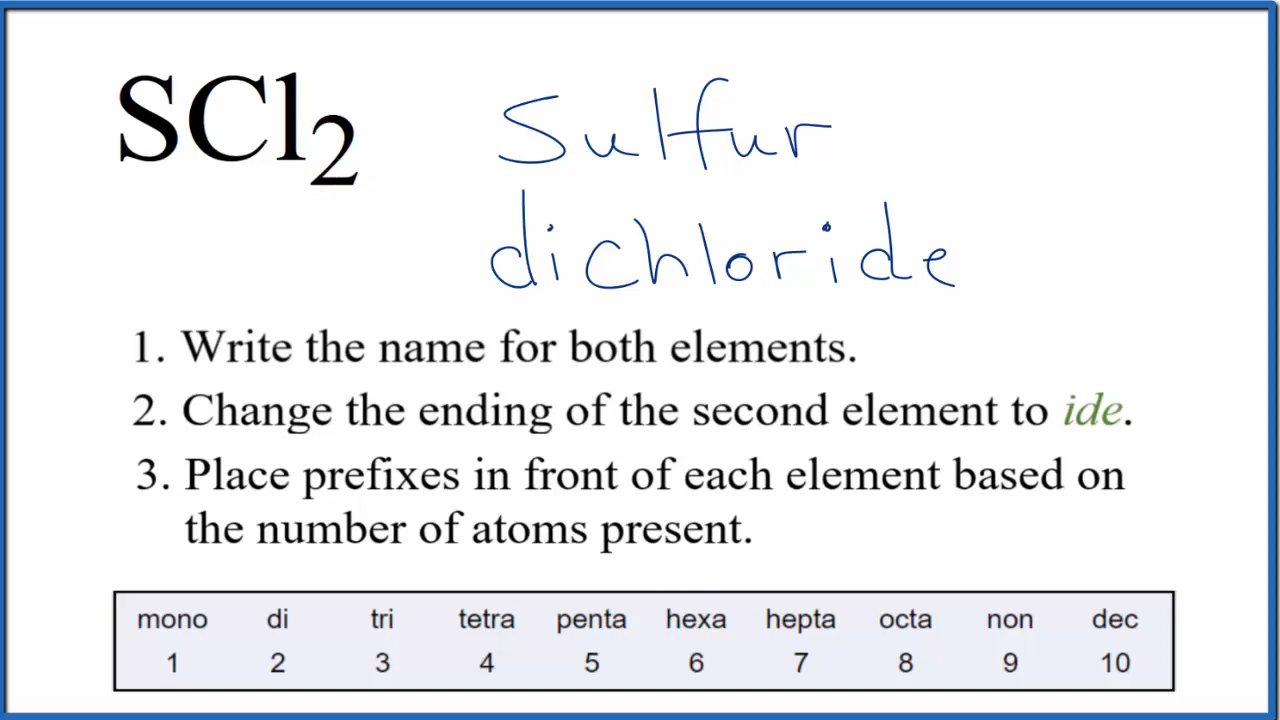 SCl₂
Sulfur
dichloride
1. Write the name for both elements.
2. Change the ending of the second element to ide.
3. Place prefixes in front of each element based on
the number of atoms present.
mono di tri tetra penta hexa hepta octa non dec
1 2 3 4 5 6 7 8 9 10